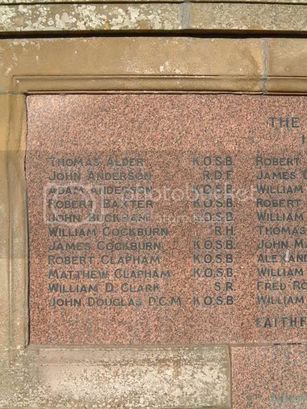 THE
THOMAS ALDER K.O.S.B. ROBERT
JOHN ANDERSON R.D.F. JAMES
ADAM ANDERSON K.O.S.B. WILLIAM
ROBERT BAXTER K.O.S.B. ROBERT
JOHN BUCKHAM K.O.S.B. WILLIAM
WILLIAM COCKBURN R.H. THOMAS
JAMES COCKBURN K.O.S.B. JOHN
ROBERT CLAPHAM K.O.S.B. ALEXAND
MATTHEW CLAPHAM K.O.S.B. WILLIAM
WILLIAM D. CLARK S.R. FRED RO
JOHN DOUGLAS D.C.M. K.O.S.B. WILLIAM
FAITHF